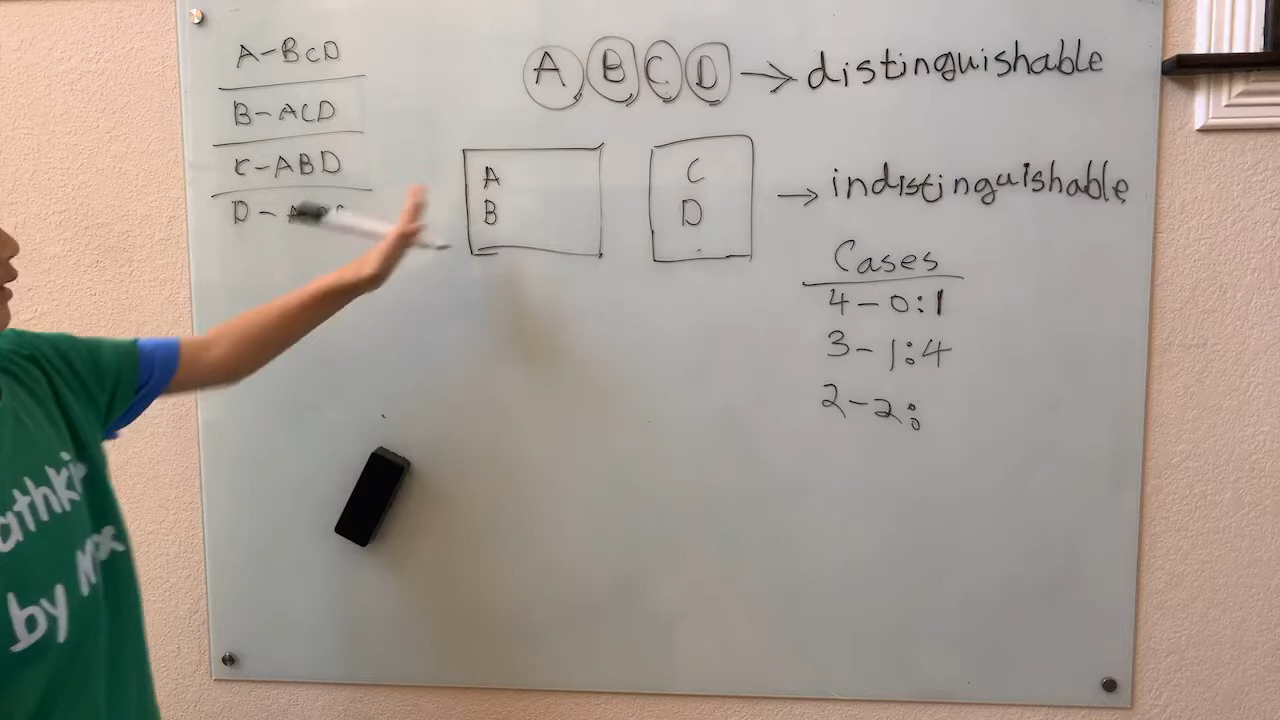 A-BCD
B-ACD
C-ABD
D-
A B C D → distinguishable
A
B
C
D
→ indistinguishable
Cases
4-0:1
3-1:4
2-2:
by